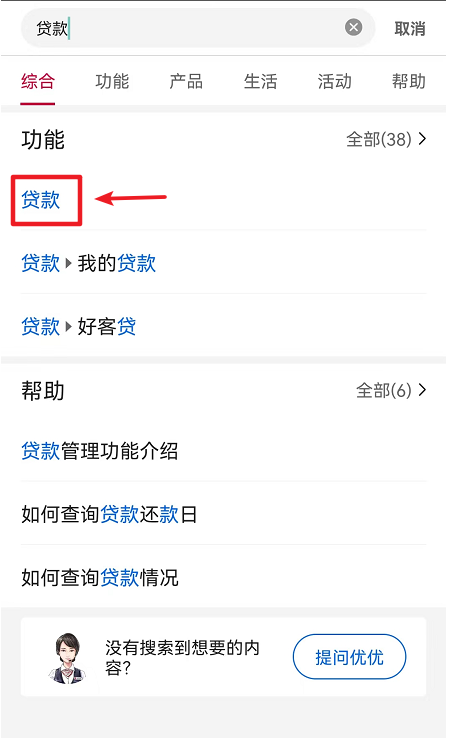 贷款 取消
综合 功能 产品 生活 活动 帮助
功能 全部(38)
贷款
贷款 我的贷款
贷款 好客贷
帮助 全部(6)
贷款管理功能介绍
如何查询贷款还款日
如何查询贷款情况
没有搜索到想要的内
容? 提问优优